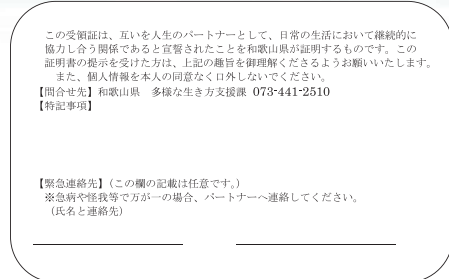 この受領証は、互いを人生のパートナーとして、日常の生活において継続的に
協力し合う関係であると宣誓されたことを和歌山県が証明するものです。この
証明書の提示を受けた方は、上記の趣旨を御理解くださるようお願いいたします。
また、個人情報を本人の同意なく口外しないでください。
【問合せ先】和歌山県　多様な生き方支援課 073-441-2510
【特記事項】
【緊急連絡先】（この欄の記載は任意です。）
※急病や怪我等で万が一の場合、パートナーへ連絡してください。
（氏名と連絡先）